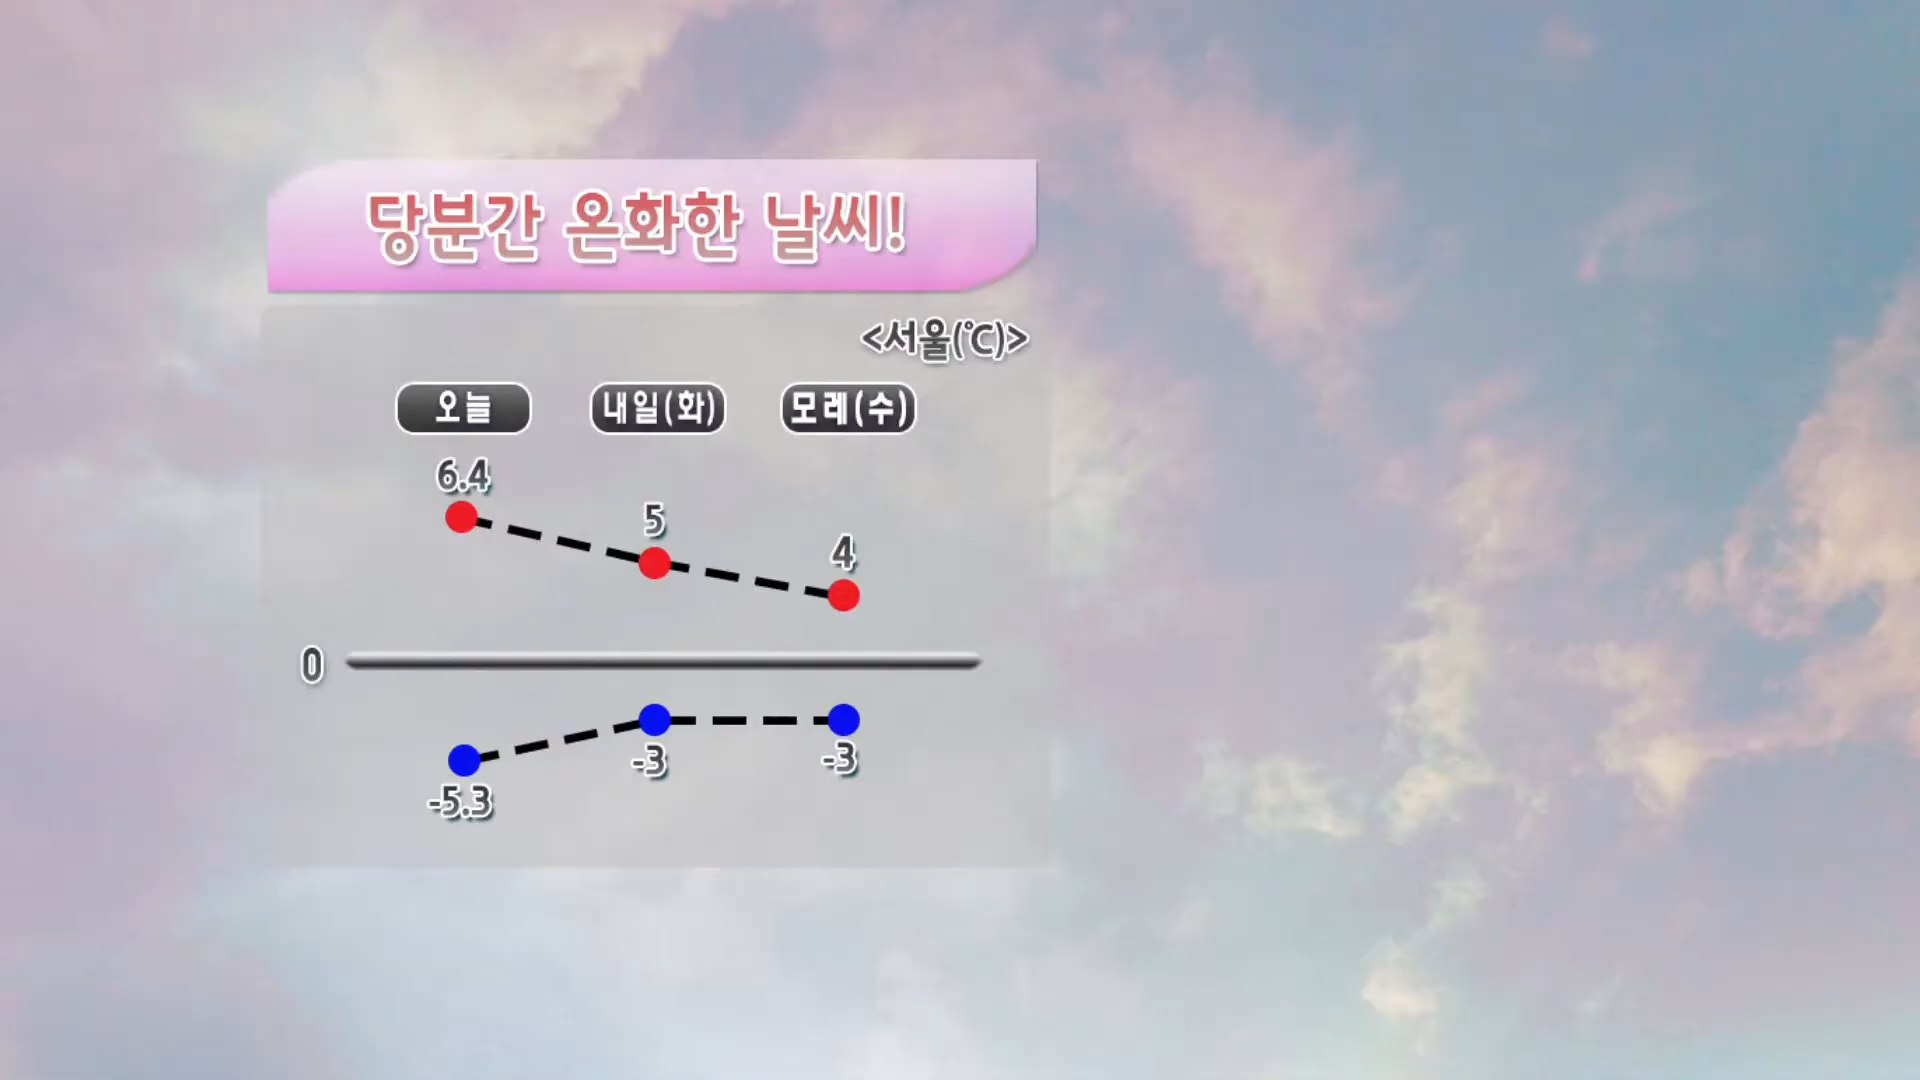 당분간 온화한 날씨!
<서울(℃)>
오늘 내일(화) 모레(수)
6.4 5 4
0
-5.3 -3 -3